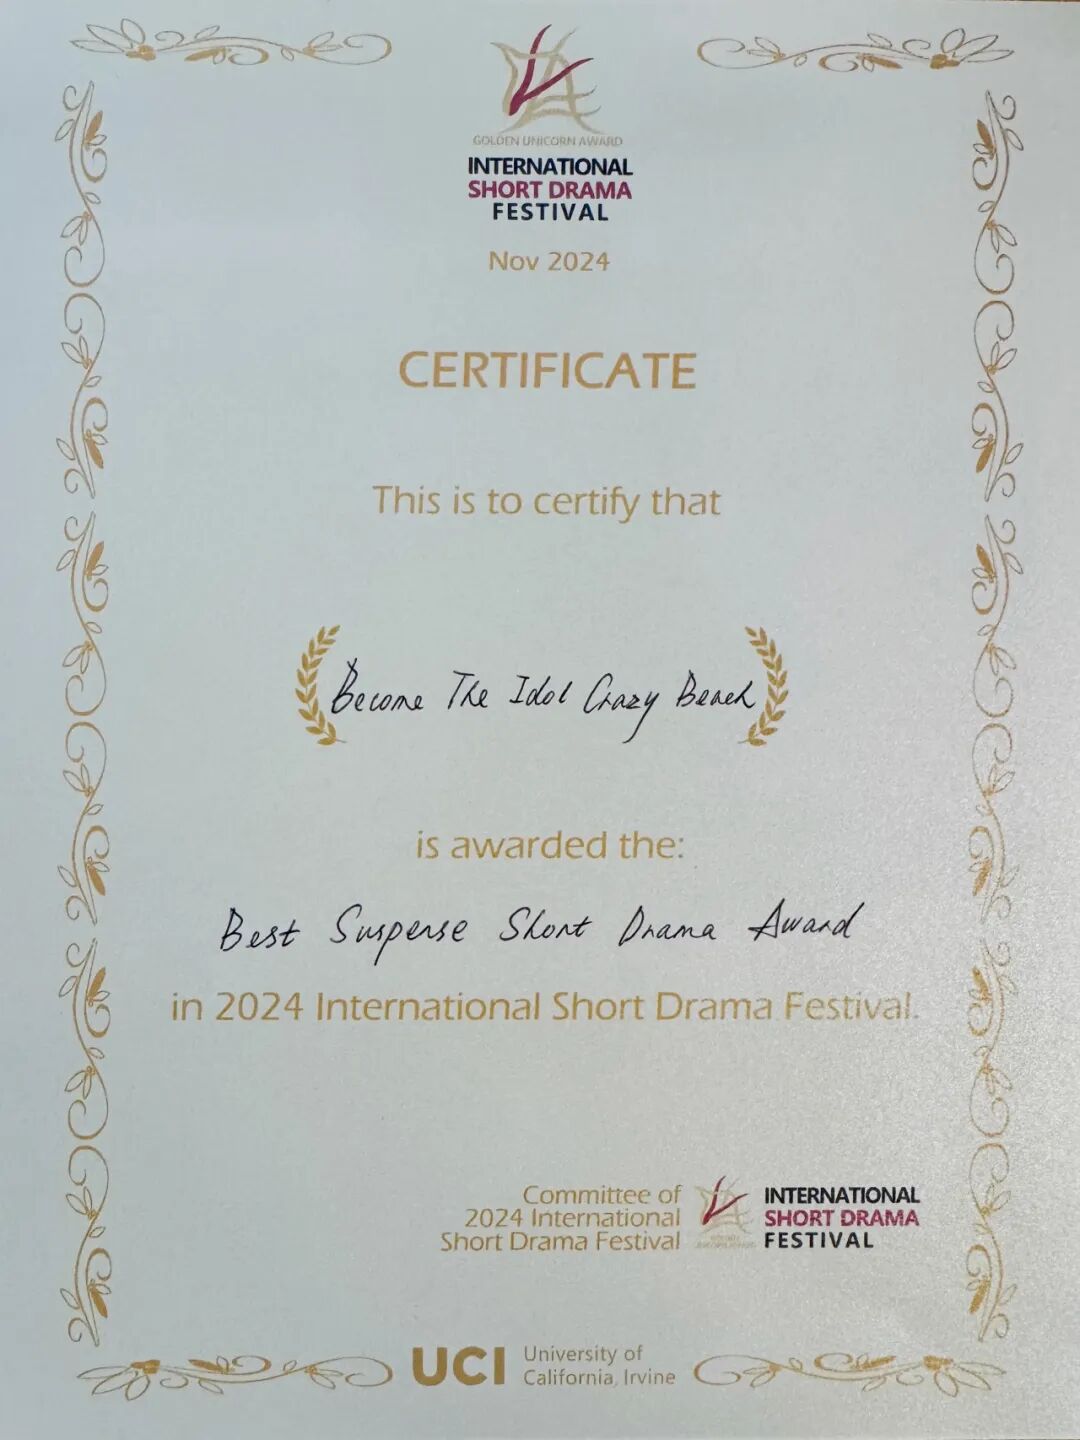 GOLDEN UNICORN AWARD
INTERNATIONAL
SHORT DRAMA
FESTIVAL
Nov 2024
CERTIFICATE
This is to certify that
Become The Idol Crazy Beach
is awarded the:
Best Suspense Short Drama Award
in 2024 International Short Drama Festival.
Committee of
2024 International
Short Drama Festival
INTERNATIONAL
SHORT DRAMA
FESTIVAL
UCI University of
California, Irvine